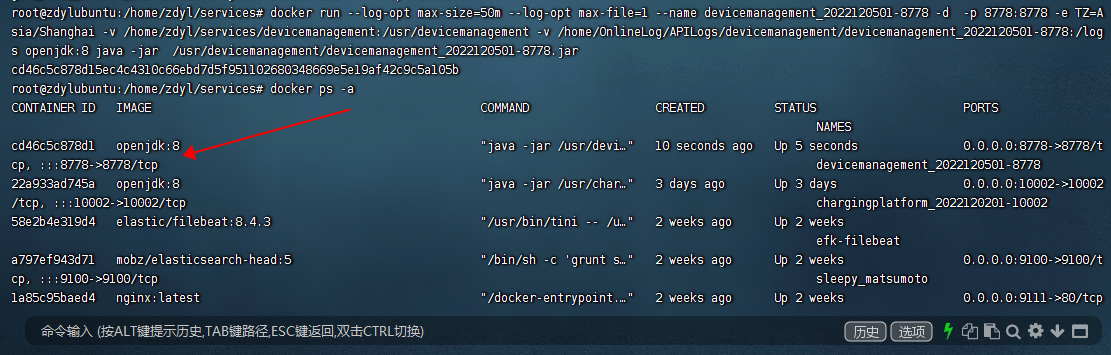 root@zdylubuntu:/home/zdyl/services# docker run --log-opt max-size=50m --log-opt max-file=1 --name devicemanagement_2022120501-8778 -d  -p 8778:8778 -e TZ=A
sia/Shanghai -v /home/zdyl/services/devicemanagement:/usr/devicemanagement -v /home/OnlineLog/APILogs/devicemanagement/devicemanagement_2022120501-8778:/log
s openjdk:8 java -jar  /usr/devicemanagement/devicemanagement_2022120501-8778.jar
cd46c5c878d15ec4c4310c66ebd7d5f951102680348669e5e19af42c9c5a105b
root@zdylubuntu:/home/zdyl/services# docker ps -a
CONTAINER ID   IMAGE                                                COMMAND                  CREATED          STATUS                    PORTS
NAMES
cd46c5c878d1   openjdk:8                                            "java -jar /usr/devi…"   10 seconds ago   Up 5 seconds              0.0.0.0:8778->8778/t
cp, :::8778->8778/tcp                                                                                               devicemanagement_2022120501-8778
22a933ad745a   openjdk:8                                            "java -jar /usr/char…"   3 days ago       Up 3 days                 0.0.0.0:10002->10002
/tcp, :::10002->10002/tcp                                                                                           chargingplatform_2022120201-10002
58e2b4e319d4   elastic/filebeat:8.4.3                               "/usr/bin/tini -- /u…"   2 weeks ago      Up 2 weeks
efk-filebeat
a797ef943d71   mobz/elasticsearch-head:5                            "/bin/sh -c 'grunt s…"   2 weeks ago      Up 2 weeks                0.0.0.0:9100->9100/t
cp, :::9100->9100/tcp                                                                                               sleepy_matsumoto
1a85c95baed4   nginx:latest                                         "/docker-entrypoint.…"   2 weeks ago      Up 2 weeks                0.0.0.0:9111->80/tcp
命令输入 (按ALT键提示历史,TAB键路径,ESC键返回,双击CTRL切换) 历史 选项